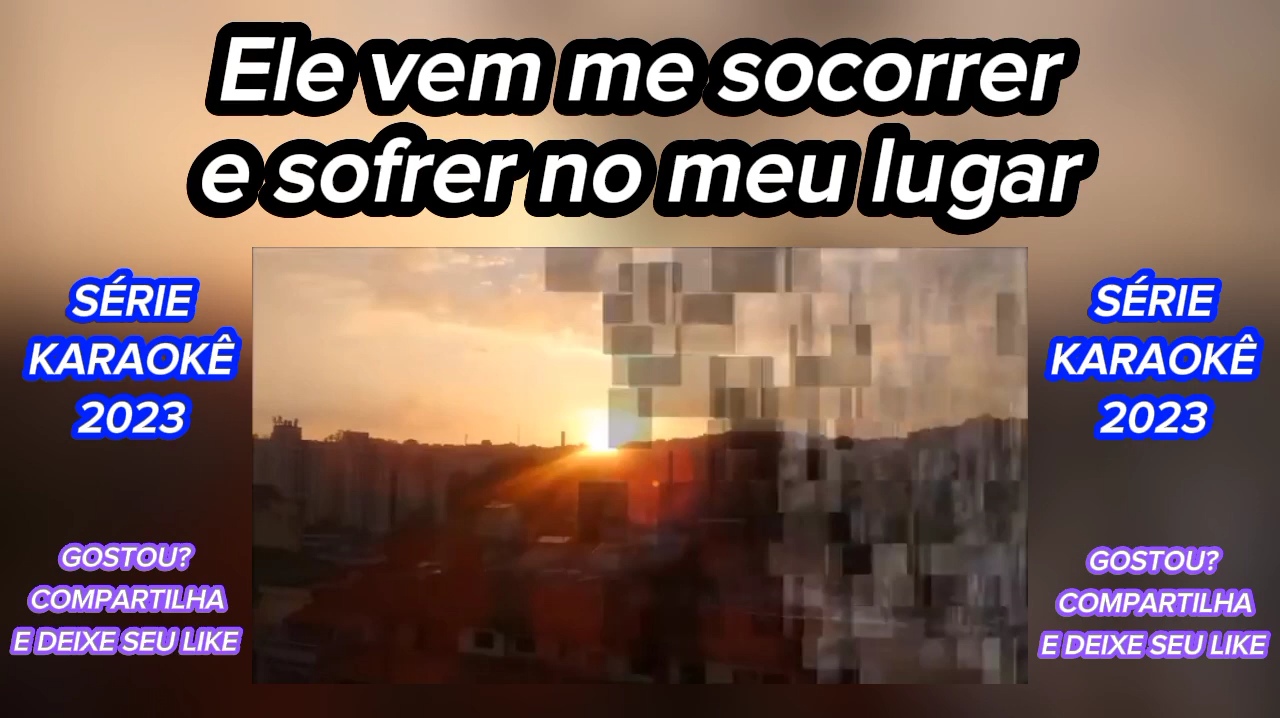 Ele vem me socorrer
e sofrer no meu lugar
SÉRIE
KARAOKÊ
2023
SÉRIE
KARAOKÊ
2023
GOSTOU?
COMPARTILHA
E DEIXE SEU LIKE
GOSTOU?
COMPARTILHA
E DEIXE SEU LIKE